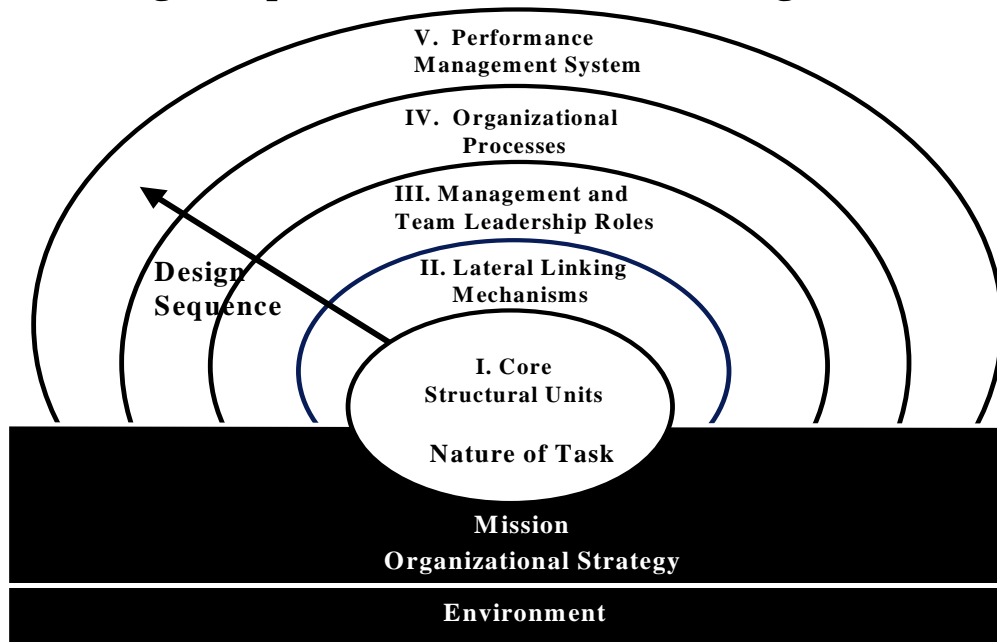 V. Performance
Management System
IV. Organizational
Processes
III. Management and
Team Leadership Roles
II. Lateral Linking
Mechanisms
Design
Sequence
I. Core
Structural Units
Nature of Task
Mission
Organizational Strategy
Environment